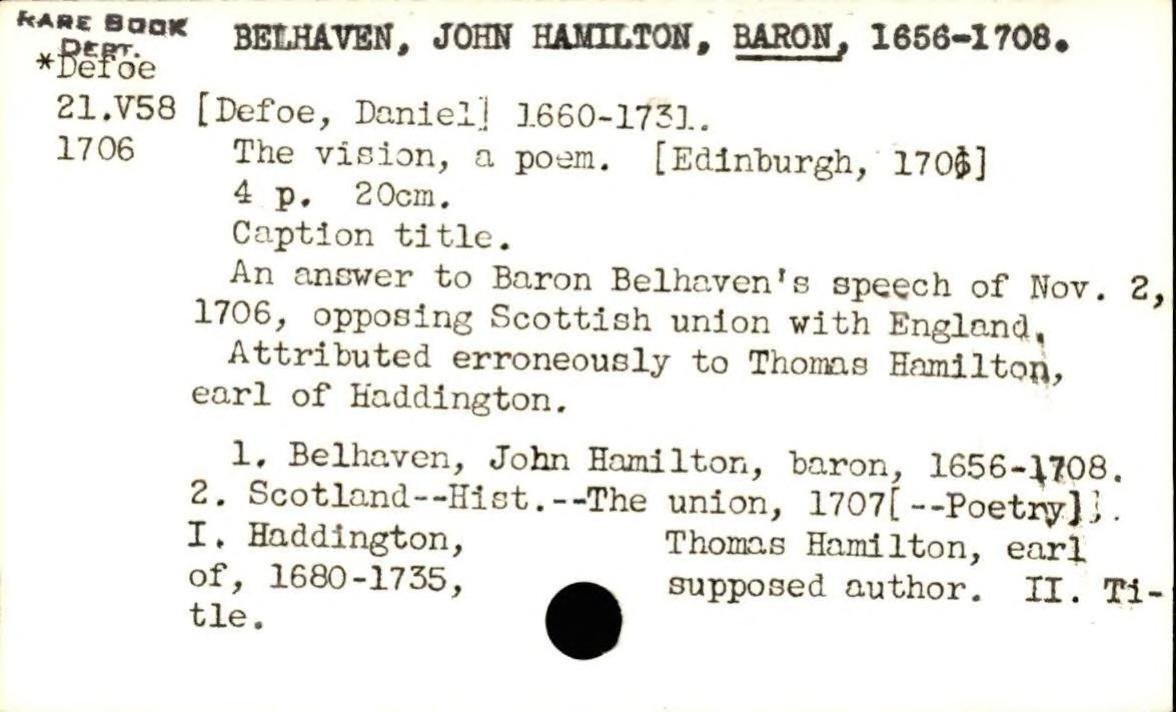 RARE BOOK
DEPT.
BELHAVEN, JOHN HAMILTON, BARON, 1656-1708.
*Defoe
21.V58 [Defoe, Daniel] 1660-1731.
1706 The vision, a poem. [Edinburgh, 1706]
4 p. 20cm.
Caption title.
An answer to Baron Belhaven's speech of Nov. 2,
1706, opposing Scottish union with England.
Attributed erroneously to Thomas Hamilton,
earl of Haddington.
1. Belhaven, John Hamilton, baron, 1656-1708.
2. Scotland--Hist.--The union, 1707[--Poetry]].
I. Haddington, Thomas Hamilton, earl
of, 1680-1735, supposed author. II. Ti-
tle.